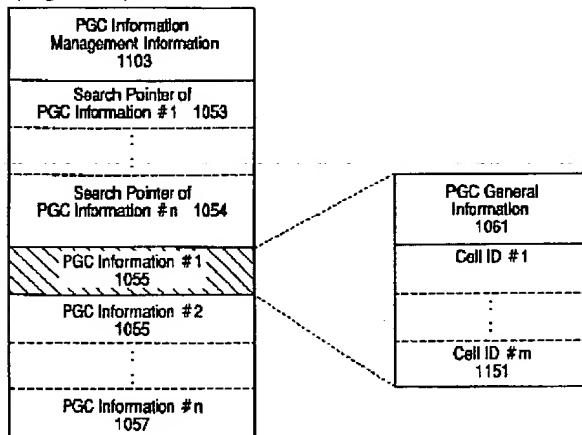 PGC Information
Management Information
1103
Search Pointer of
PGC Information #1 1053
Search Pointer of
PGC Information #n 1054
PGC Information #1
1055
PGC Information #2
1055
PGC Information #n
1057
PGC General
Information
1061
Cell ID #1
Cell ID #m
1151